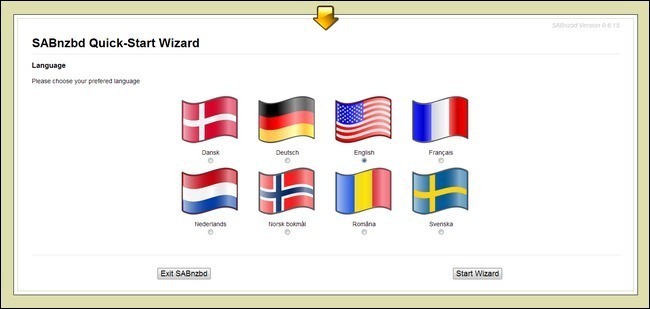 SABnzbd Version 0.6.15
SABnzbd Quick-Start Wizard
Language
Please choose your prefered language
Dansk Deutsch English Français
Nederlands Norsk bokmål Româna Svenska
Exit SABnzbd Start Wizard